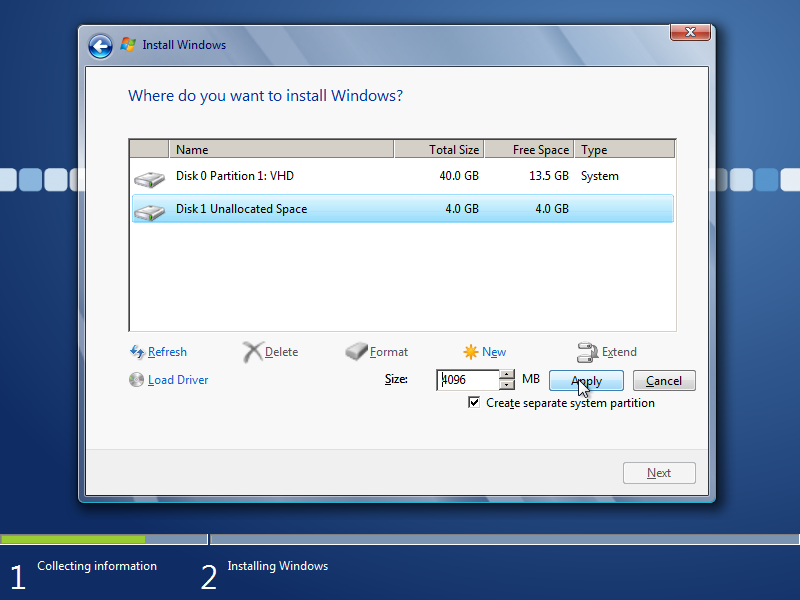 Install Windows
Where do you want to install Windows?
Name Total Size Free Space Type
Disk 0 Partition 1: VHD 40.0 GB 13.5 GB System
Disk 1 Unallocated Space 4.0 GB 4.0 GB
Refresh Delete Format New Extend
Load Driver Size: 4096 MB Apply Cancel
Create separate system partition
Next
1 Collecting information 2 Installing Windows